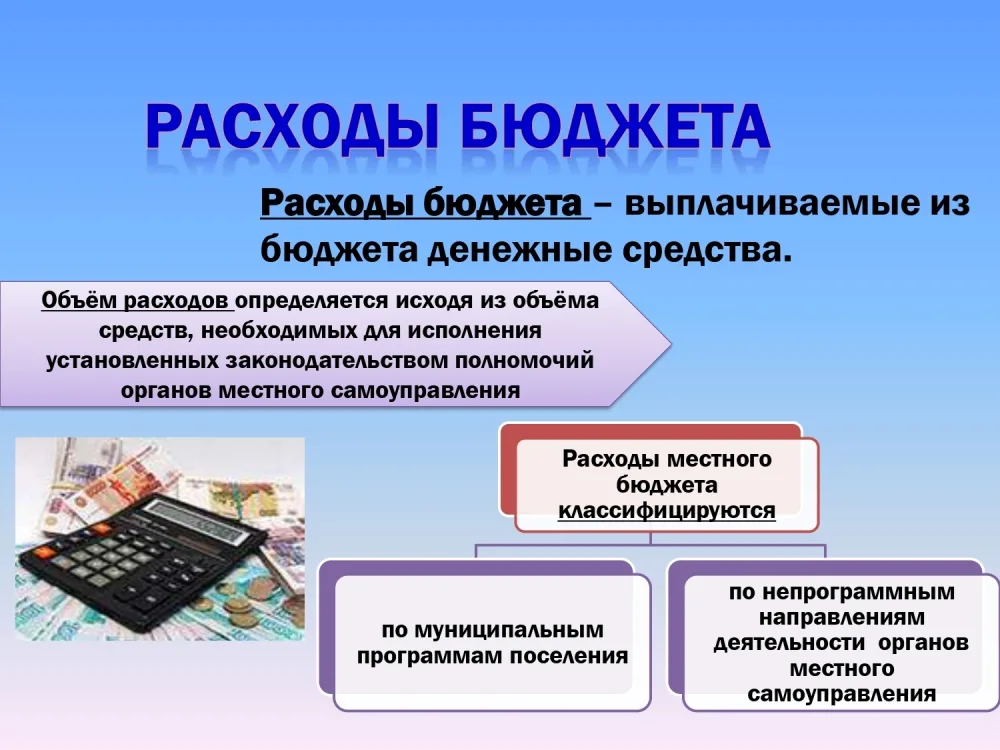 РАСХОДЫ БЮДЖЕТА
Расходы бюджета – выплачиваемые из
бюджета денежные средства.
Объём расходов определяется исходя из объёма
средств, необходимых для исполнения
установленных законодательством полномочий
органов местного самоуправления
Расходы местного
бюджета
классифицируются
по муниципальным
программам поселения
по непрограммным
направлениям
деятельности органов
местного
самоуправления